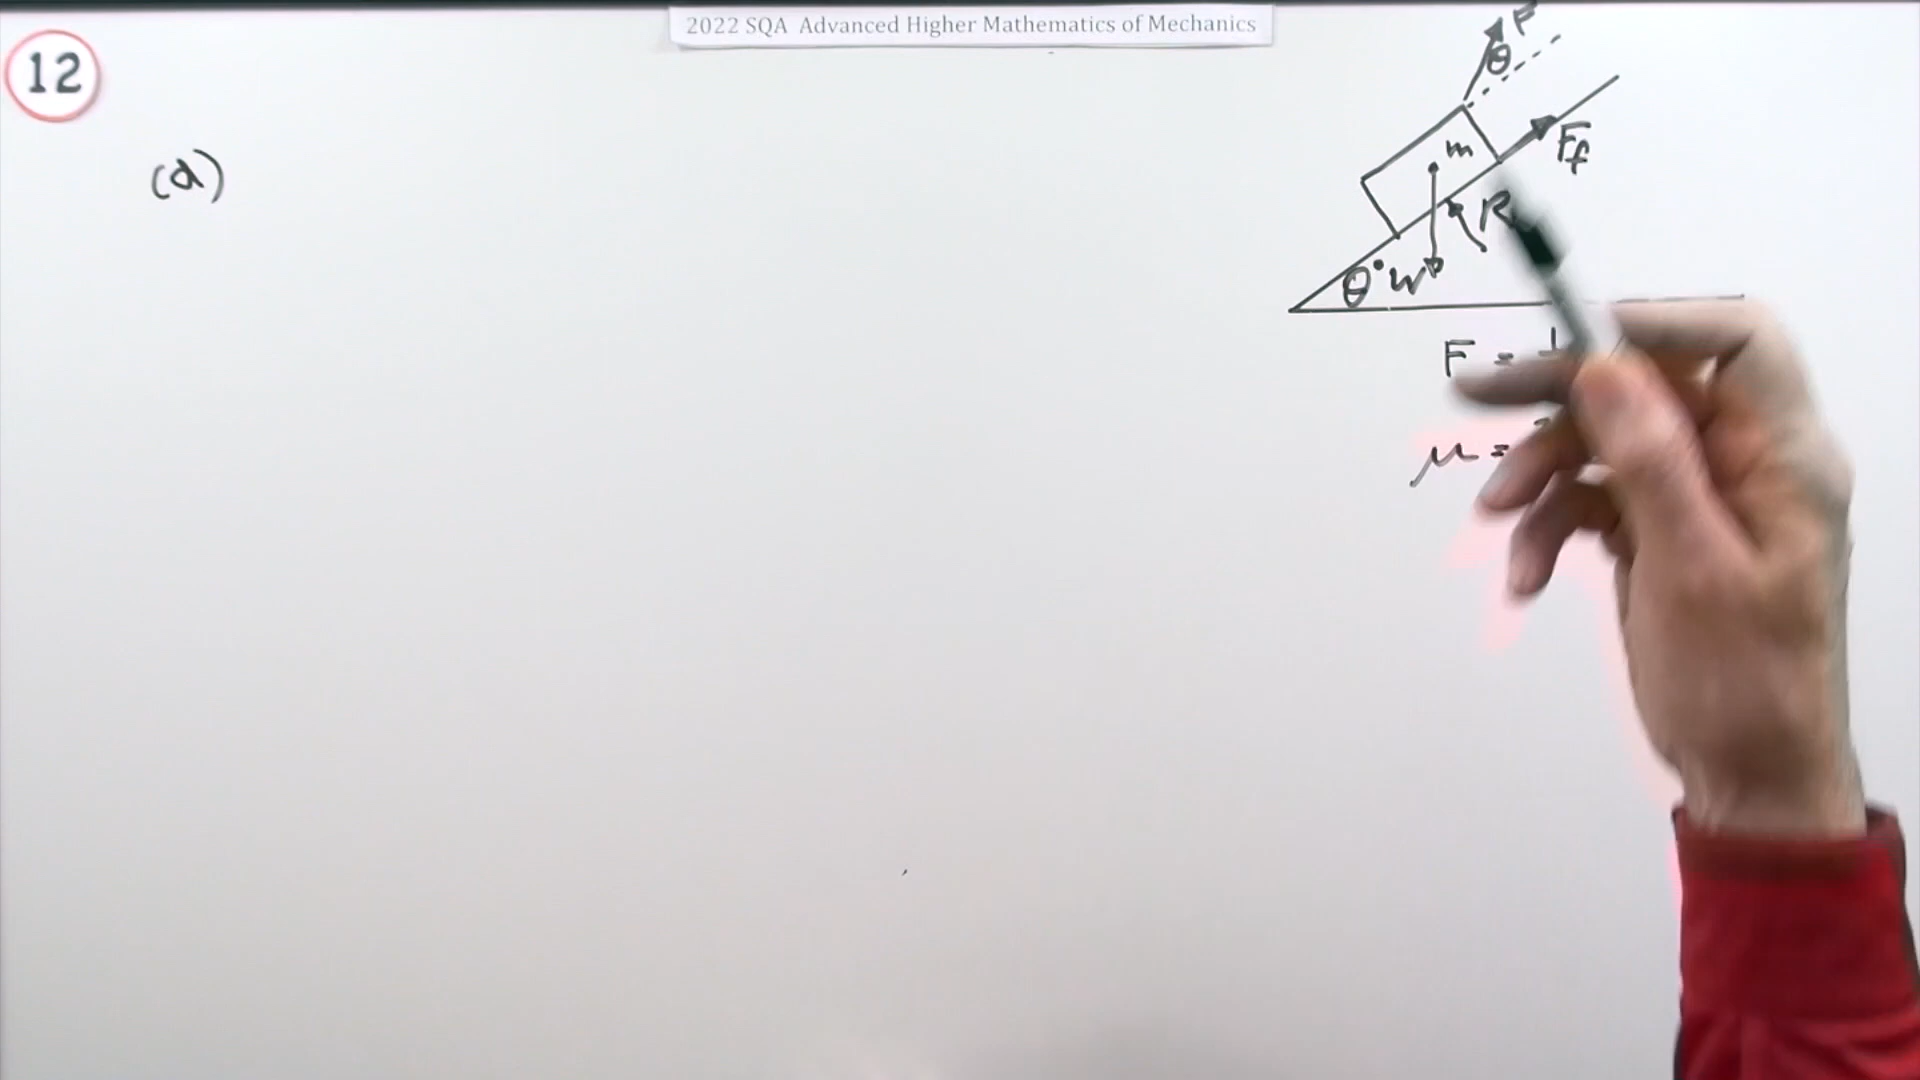 2022 SQA Advanced Higher Mathematics of Mechanics
12
(a)
F
θ
m
Ff
R
θ° W
F =
μ =